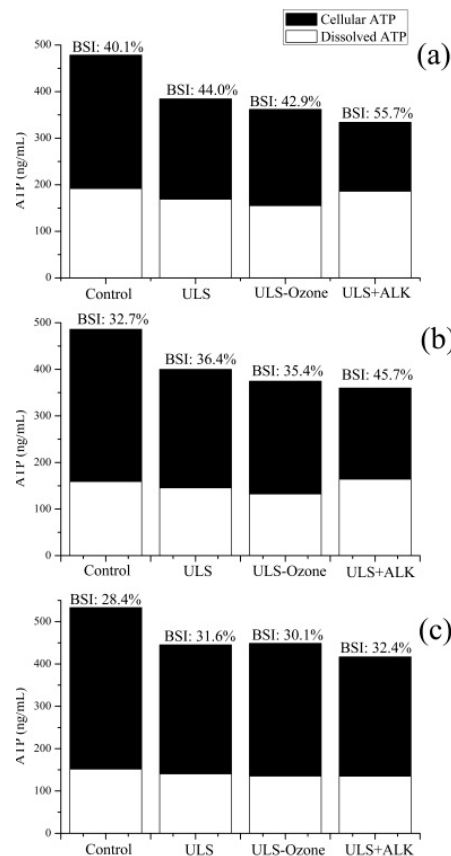 Cellular ATP
Dissolved ATP
(a)
500
400
300
200
100
0
ATP (ng/mL)
BSI: 40.1%
BSI: 44.0%
BSI: 42.9%
BSI: 55.7%
Control ULS ULS-Ozone ULS+ALK
(b)
500
400
300
200
100
0
ATP (ng/mL)
BSI: 32.7%
BSI: 36.4%
BSI: 35.4%
BSI: 45.7%
Control ULS ULS-Ozone ULS+ALK
(c)
500
400
300
200
100
0
ATP (ng/mL)
BSI: 28.4%
BSI: 31.6%
BSI: 30.1%
BSI: 32.4%
Control ULS ULS-Ozone ULS+ALK